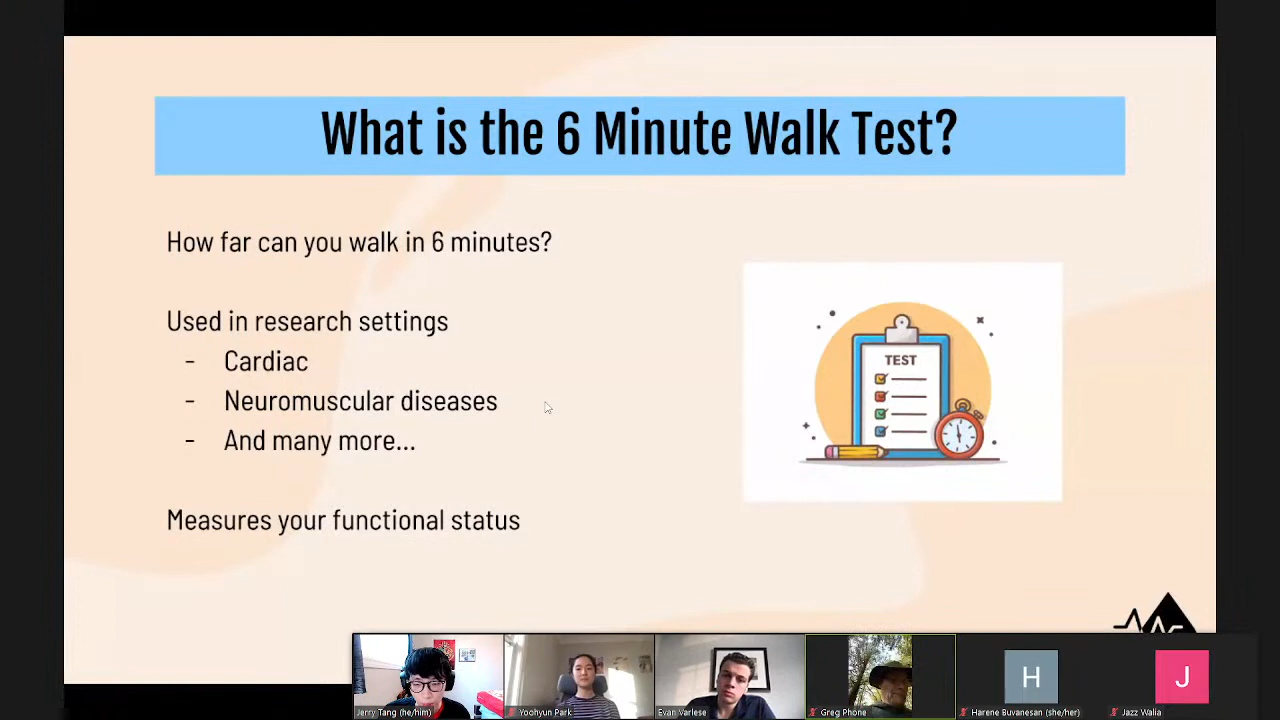 What is the 6 Minute Walk Test?
How far can you walk in 6 minutes?
Used in research settings
- Cardiac
- Neuromuscular diseases
- And many more...
Measures your functional status
TEST
H
J
Jerry Tang (he/him)
Yoohyun Park
Evan Varlese
Greg Phone
Harene Buvanesan (she/her)
Jazz Walia